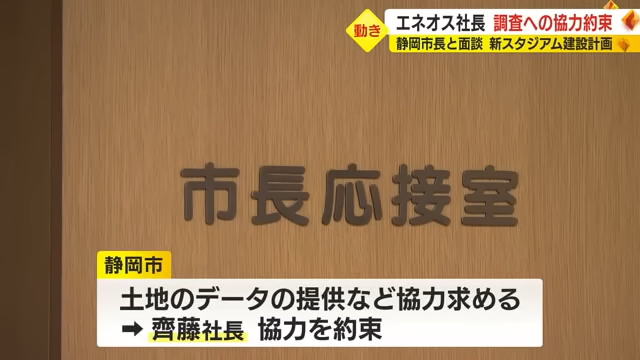 動き
エネオス社長 調査への協力約束
静岡市長と面談 新スタジアム建設計画
市長応接室
静岡市
土地のデータの提供など協力求める
➡ 齊藤社長 協力を約束